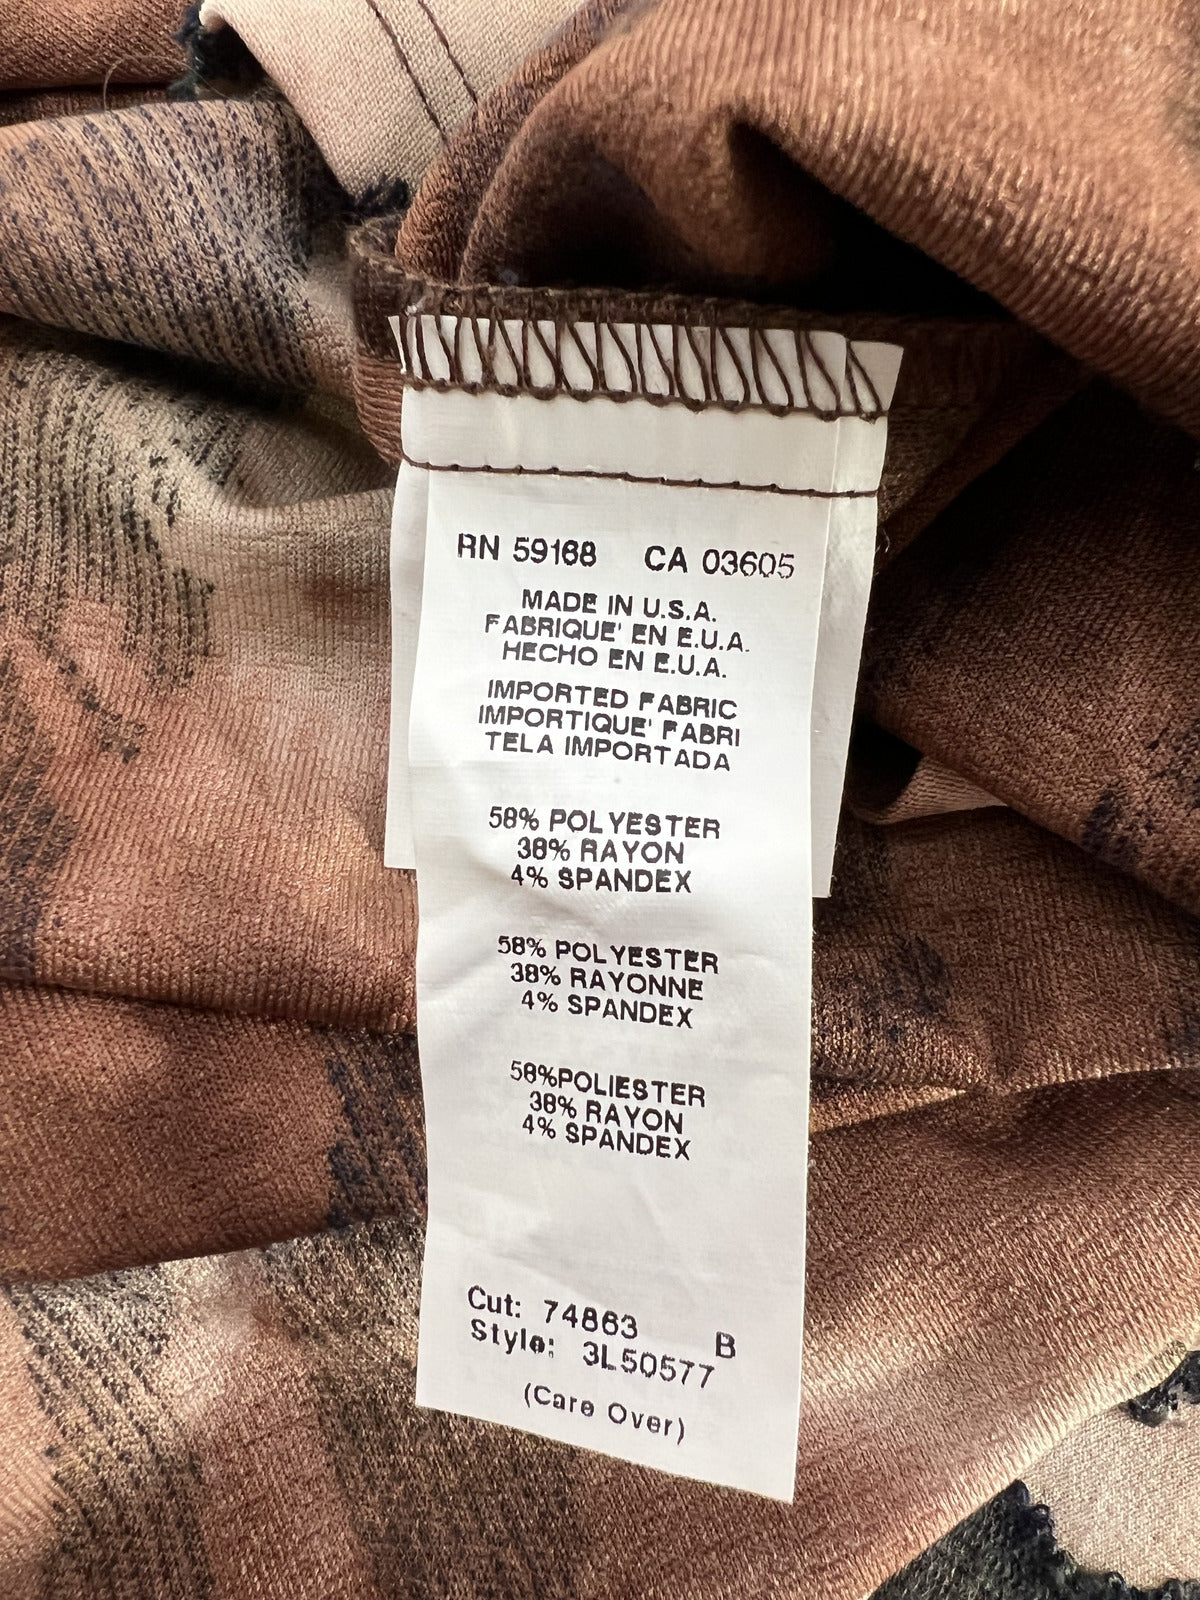 RN 59168 CA 03605
MADE IN U.S.A.
FABRIQUE' EN E.U.A.
HECHO EN E.U.A.
IMPORTED FABRIC
IMPORTIQUE' FABRI
TELA IMPORTADA
58% POLYESTER
38% RAYON
4% SPANDEX
58% POLYESTER
38% RAYONNE
4% SPANDEX
58%POLIESTER
38% RAYON
4% SPANDEX
Cut: 74863 B
Style: 3L50577
(Care Over)